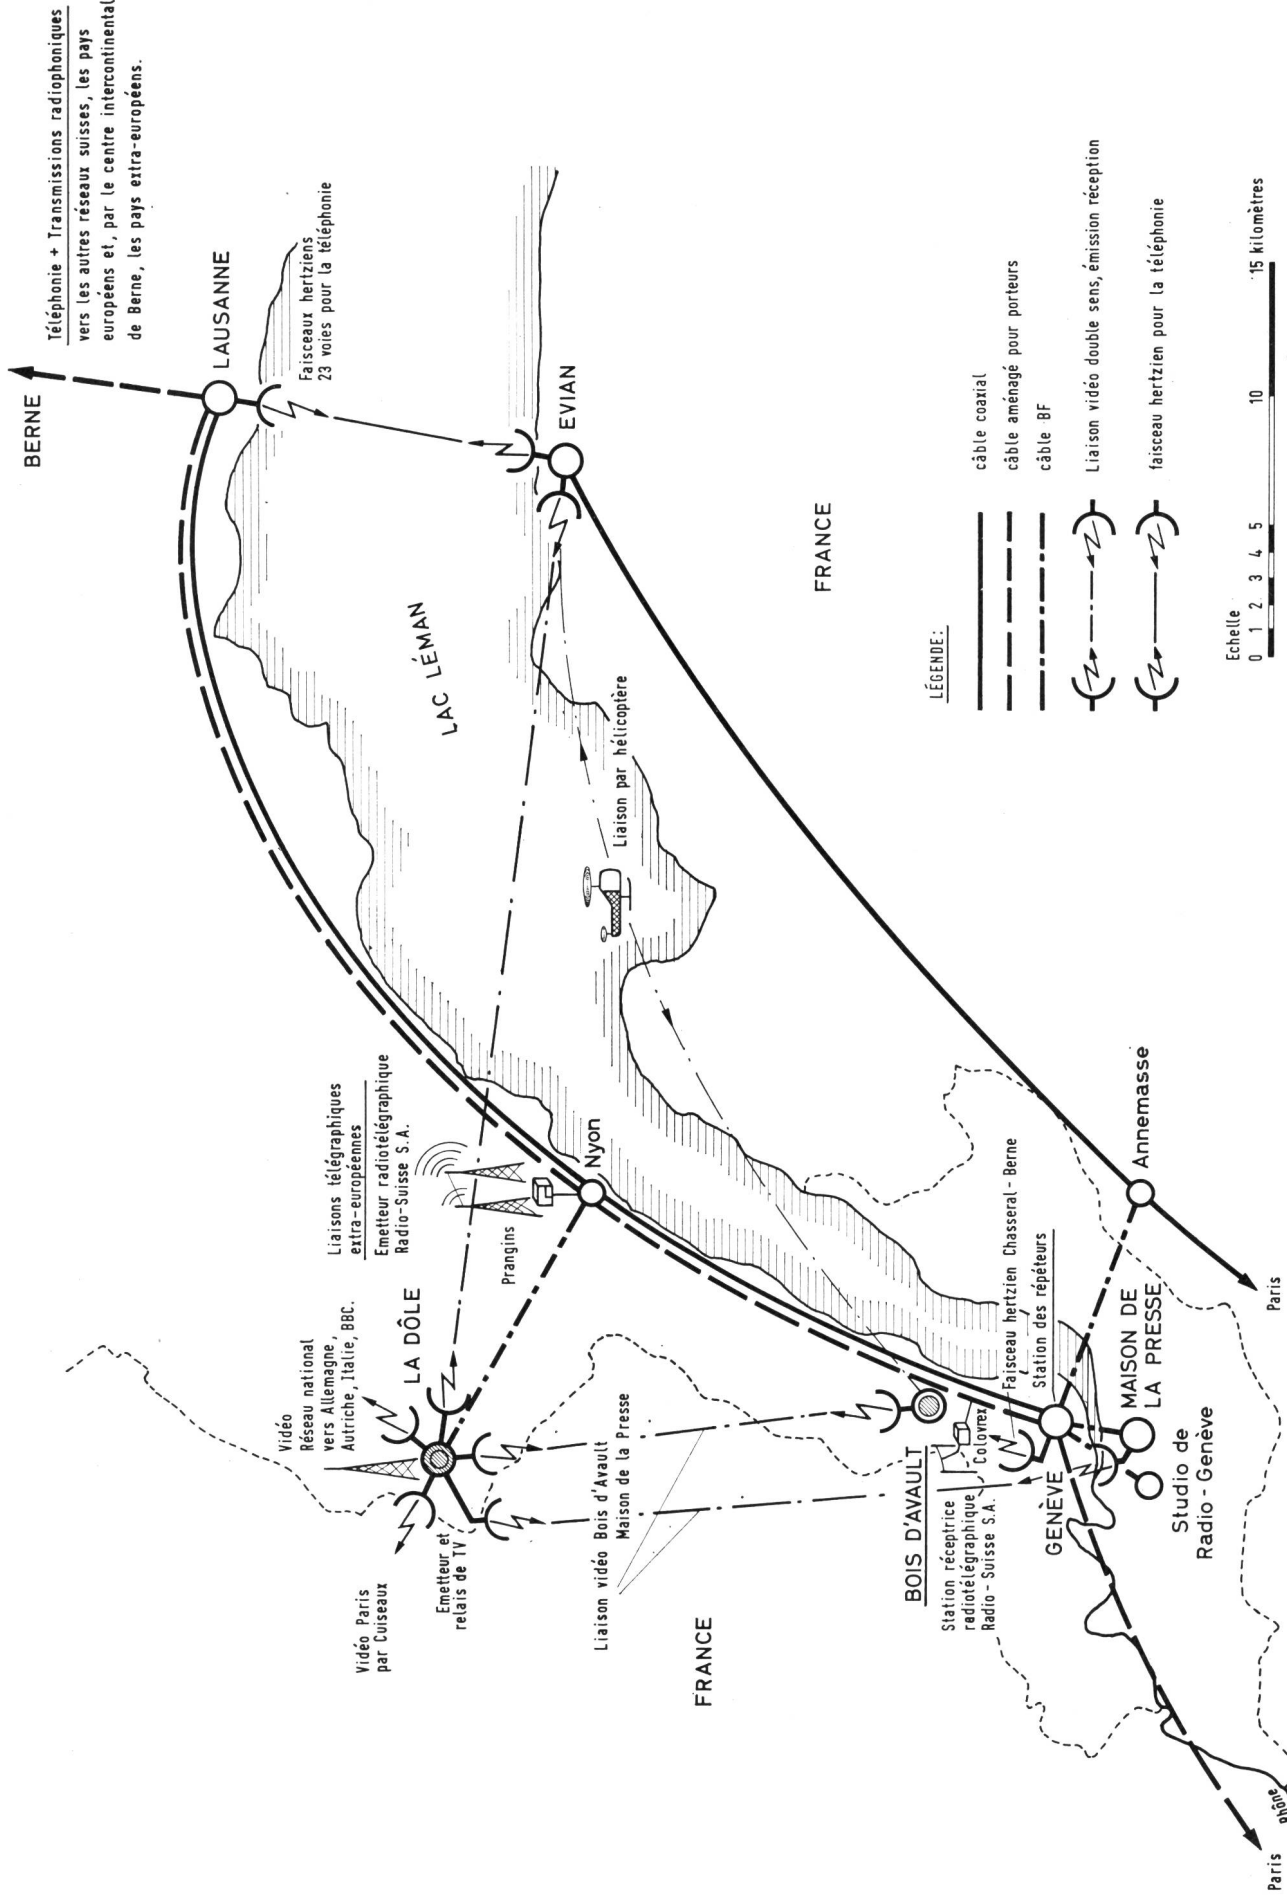 BERNE
Téléphonie + Transmissions radiophoniques
vers les autres réseaux suisses, les pays
européens et, par le centre intercontinental
de Berne, les pays extra-européens.
LAUSANNE
Faisceaux hertziens
23 voies pour la téléphonie
EVIAN
LAC LÉMAN
Liaison par hélicoptère
FRANCE
Liaisons télégraphiques
extra-européennes
Emetteur radiotélégraphique
Radio-Suisse S.A.
Prangins
Nyon
Vidéo
Réseau national
vers Allemagne,
Autriche, Italie, BBC.
LA DÔLE
Vidéo Paris
par Cuiseaux
Emetteur et
relais de TV
Liaison vidéo Bois d'Avault
Maison de la Presse
FRANCE
BOIS D'AVAULT
Station réceptrice
radiotélégraphique
Radio-Suisse S.A.
Colovrex
Faisceau hertzien Chasseral-Berne
Station des répéteurs
GENÈVE
MAISON DE
LA PRESSE
Studio de
Radio-Genève
Annemasse
Paris
Paris
Rhône
LÉGENDE:
câble coaxial
câble aménagé pour porteurs
câble BF
Liaison vidéo double sens, émission réception
faisceau hertzien pour la téléphonie
Echelle
0 1 2 3 4 5 10 15 kilomètres